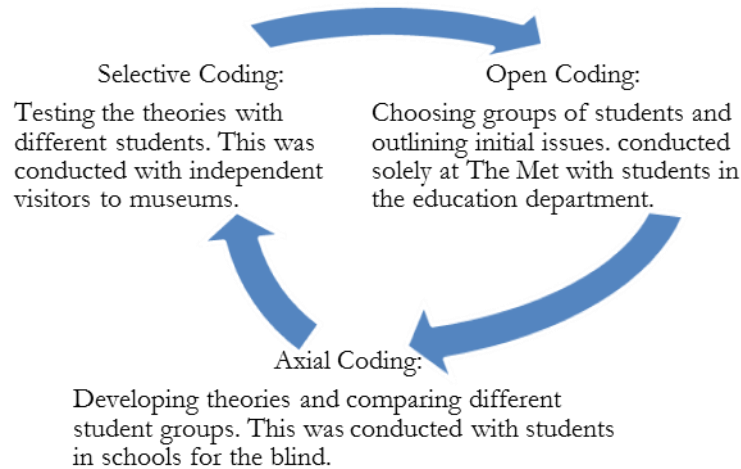 Selective Coding:
Testing the theories with
different students. This was
conducted with independent
visitors to museums.
Open Coding:
Choosing groups of students and
outlining initial issues. conducted
solely at The Met with students in
the education department.
Axial Coding:
Developing theories and comparing different
student groups. This was conducted with students
in schools for the blind.